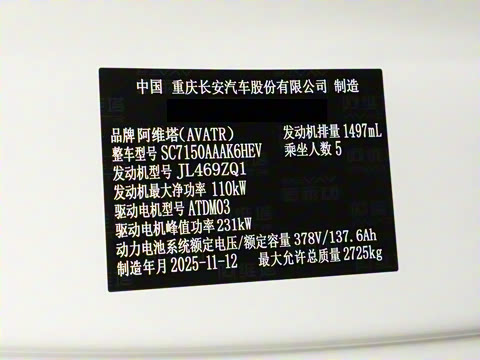 中国 重庆长安汽车股份有限公司 制造
品牌 阿维塔(AVATR) 发动机排量 1497mL
整车型号 SC7150AAAK6HEV 乘坐人数 5
发动机型号 JL469ZQ1
发动机最大净功率 110kW
驱动电机型号 ATDM03
驱动电机峰值功率 231kW
动力电池系统额定电压/额定容量 378V/137.6Ah
制造年月 2025-11-12 最大允许总质量 2725kg